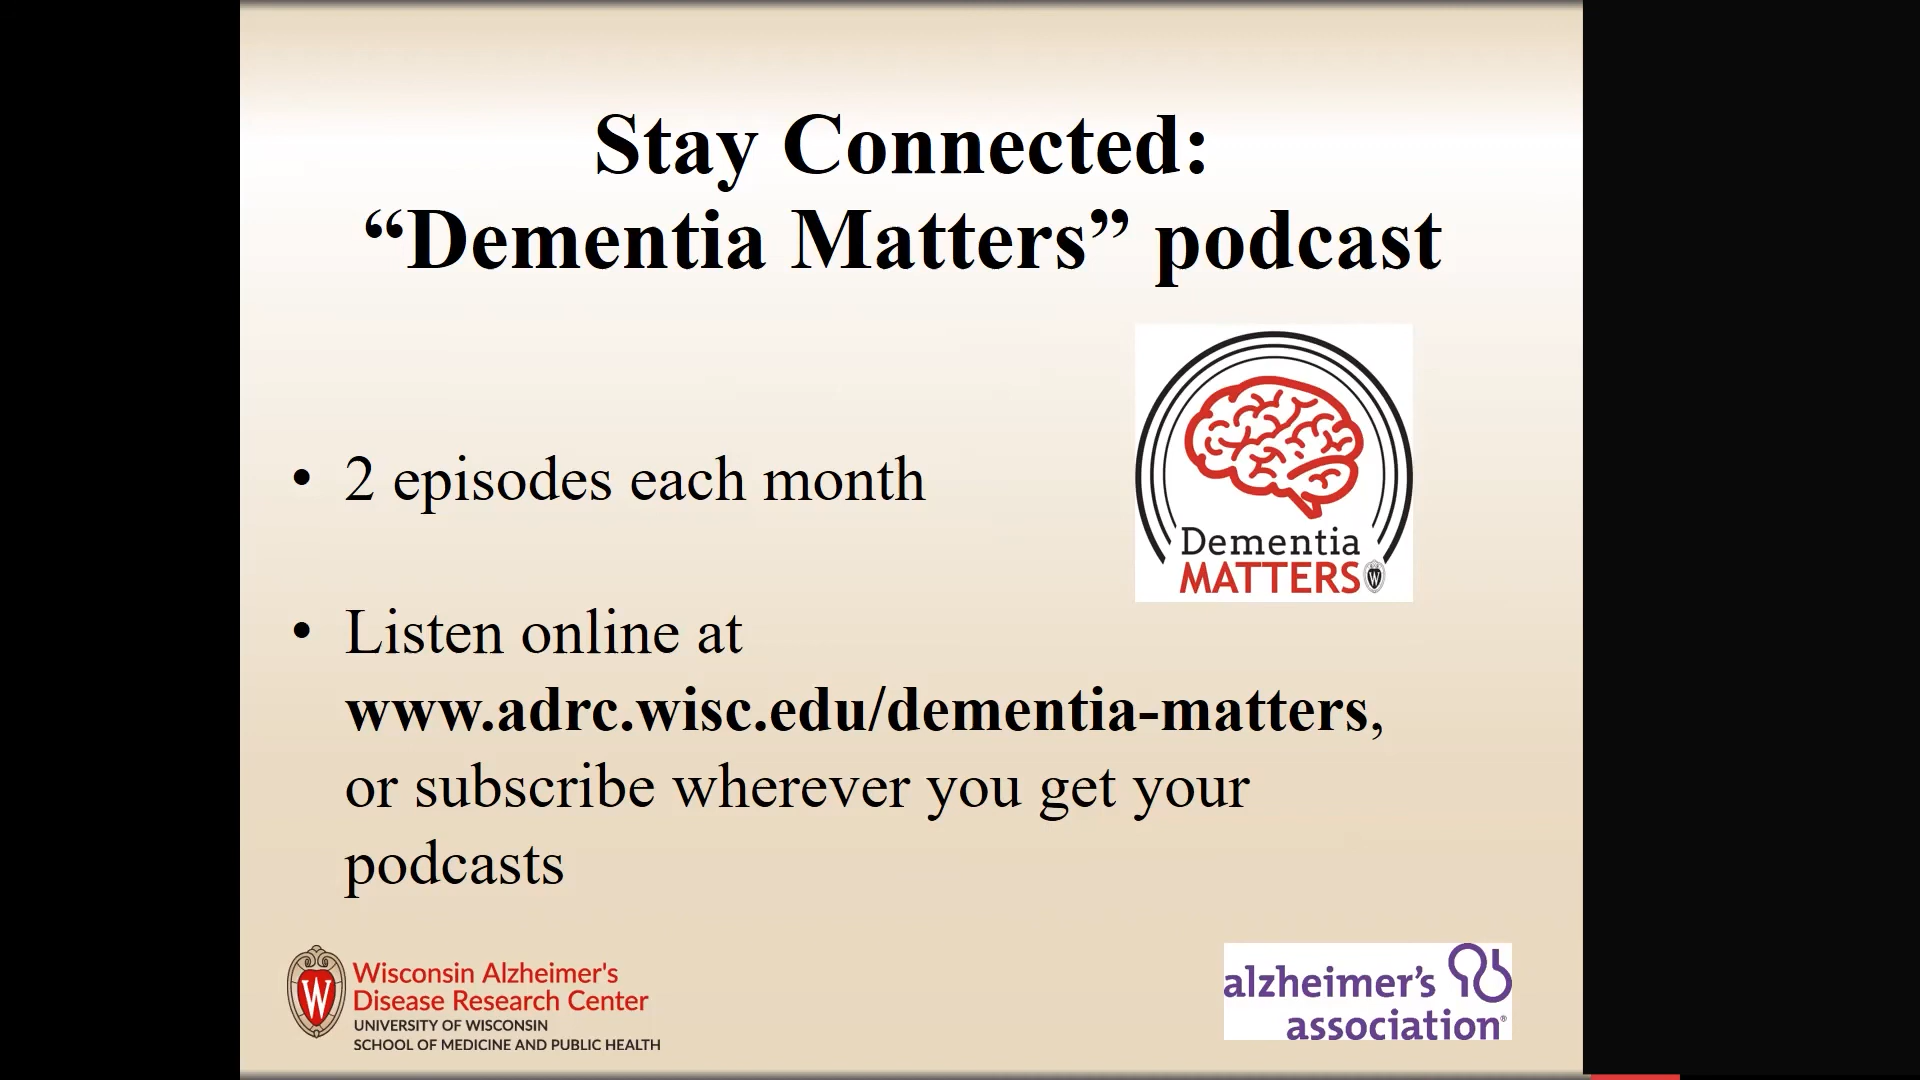 Stay Connected:
“Dementia Matters” podcast
• 2 episodes each month
Dementia
MATTERS
W
• Listen online at
www.adrc.wisc.edu/dementia-matters,
or subscribe wherever you get your
podcasts
W
Wisconsin Alzheimer's
Disease Research Center
UNIVERSITY OF WISCONSIN
SCHOOL OF MEDICINE AND PUBLIC HEALTH
alzheimer’s
association®